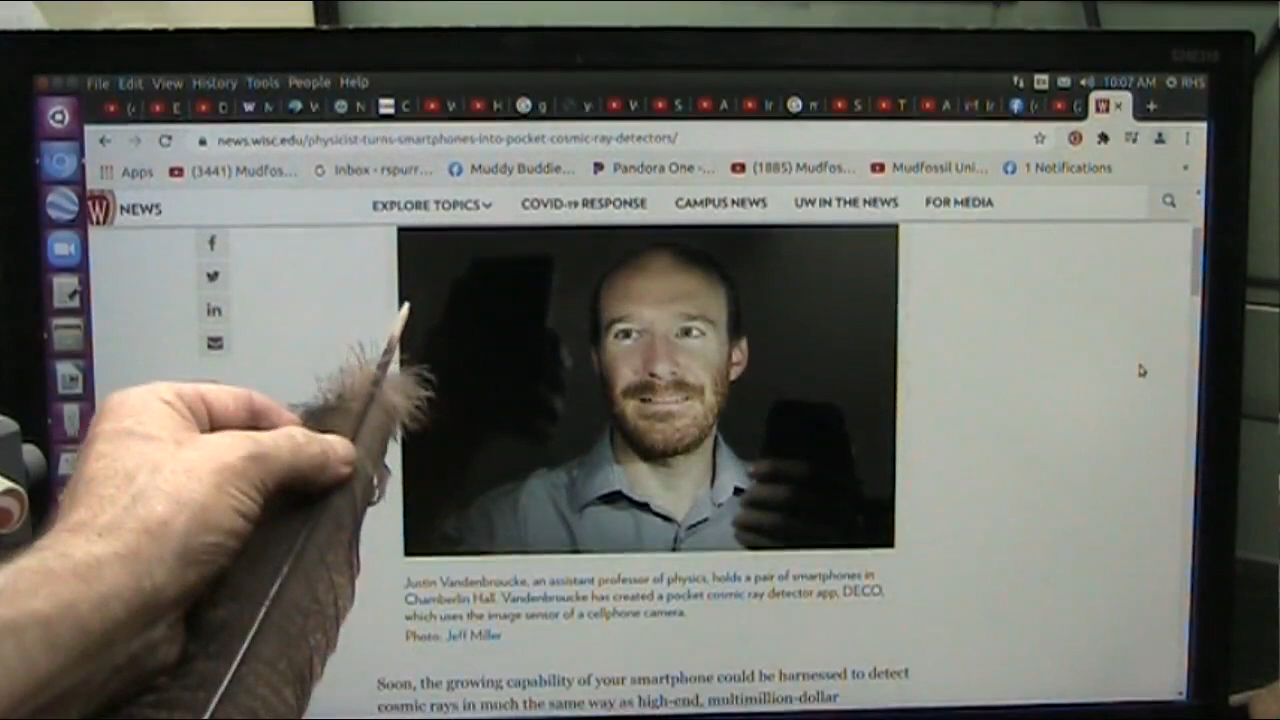 File Edit View History Tools People Help
10:07 AM RHS
news.wisc.edu/physicist-turns-smartphones-into-pocket-cosmic-ray-detectors/
Apps (3441) Mudfos... Inbox - rspurr... Muddy Buddie... Pandora One -... (1885) Mudfos... Mudfossil Uni... 1 Notifications
W NEWS EXPLORE TOPICS COVID-19 RESPONSE CAMPUS NEWS UW IN THE NEWS FOR MEDIA
f
in
Justin Vandenbroucke, an assistant professor of physics, holds a pair of smartphones in
Chamberlin Hall. Vandenbroucke has created a pocket cosmic ray detector app, DECO,
which uses the image sensor of a cellphone camera.
Photo: Jeff Miller
Soon, the growing capability of your smartphone could be harnessed to detect
cosmic rays in much the same way as high-end, multimillion-dollar